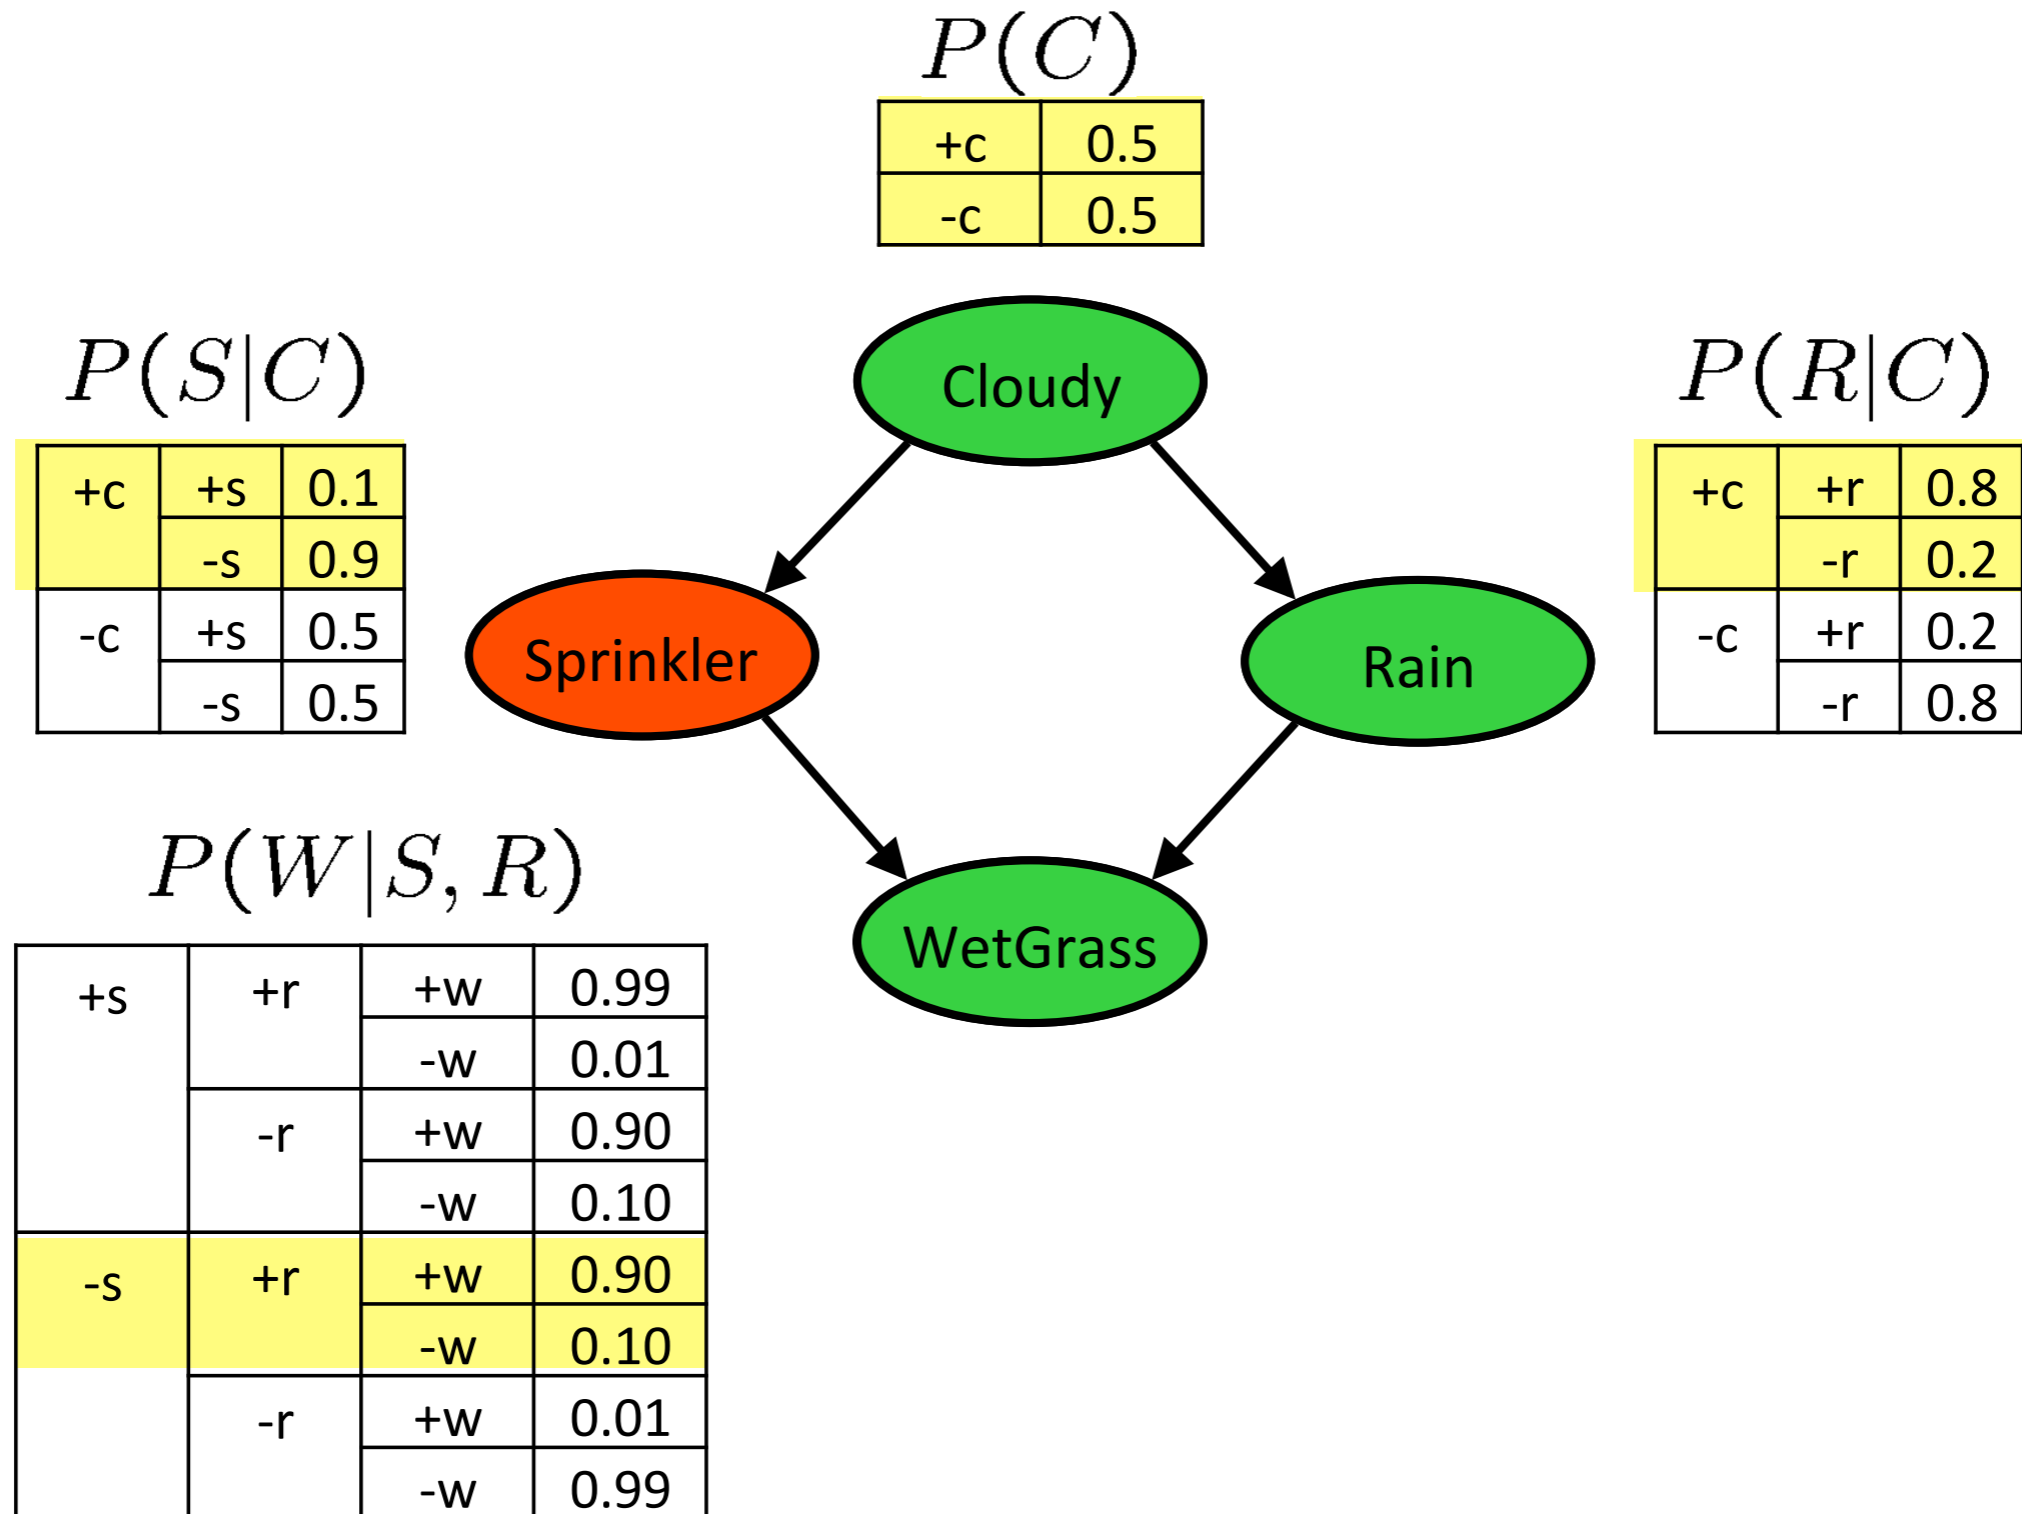 P(C)
+c 0.5
-c 0.5
Cloudy
P(S|C)
+c +s 0.1
-s 0.9
-c +s 0.5
-s 0.5
P(R|C)
+c +r 0.8
-r 0.2
-c +r 0.2
-r 0.8
Sprinkler
Rain
P(W|S, R)
WetGrass
+s +r +w 0.99
-w 0.01
-r +w 0.90
-w 0.10
-s +r +w 0.90
-w 0.10
-r +w 0.01
-w 0.99